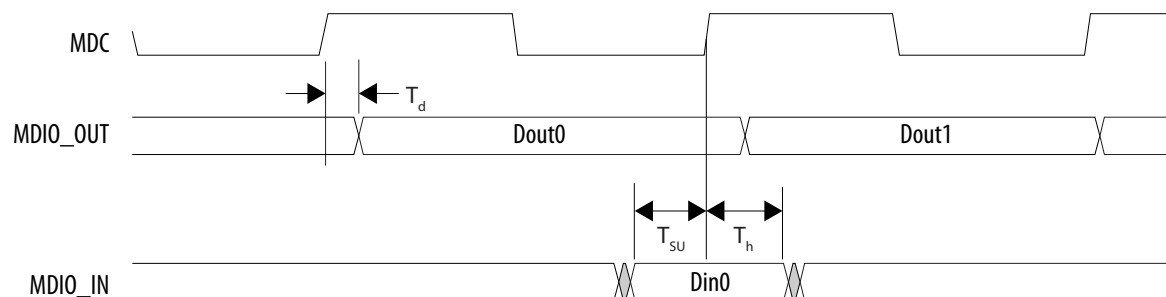 MDC
T_d
MDIO_OUT
Dout0
Dout1
T_SU
T_h
MDIO_IN
Din0